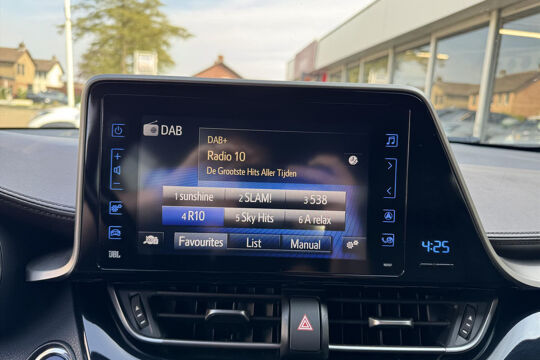 DAB
DAB+
Radio 10
De Grootste Hits Aller Tijden
1 sunshine 2 SLAM! 3 538
4 R10 5 Sky Hits 6 A relax
Favourites List Manual
JBL
4:25